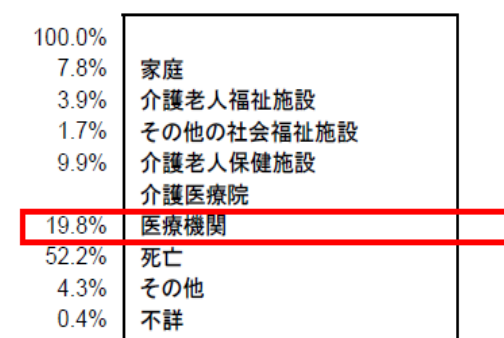 100.0%
7.8% 家庭
3.9% 介護老人福祉施設
1.7% その他の社会福祉施設
9.9% 介護老人保健施設
介護医療院
19.8% 医療機関
52.2% 死亡
4.3% その他
0.4% 不詳